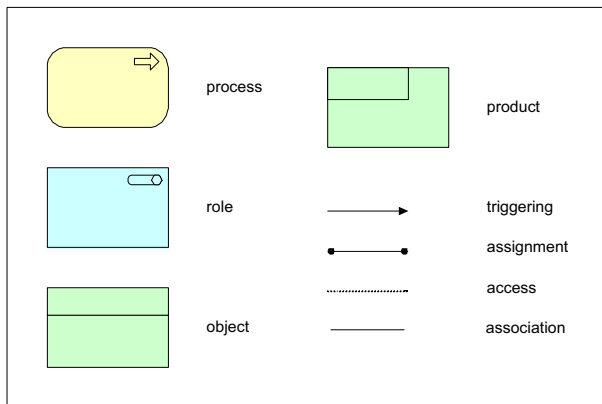 process
product
role
triggering
assignment
access
object
association